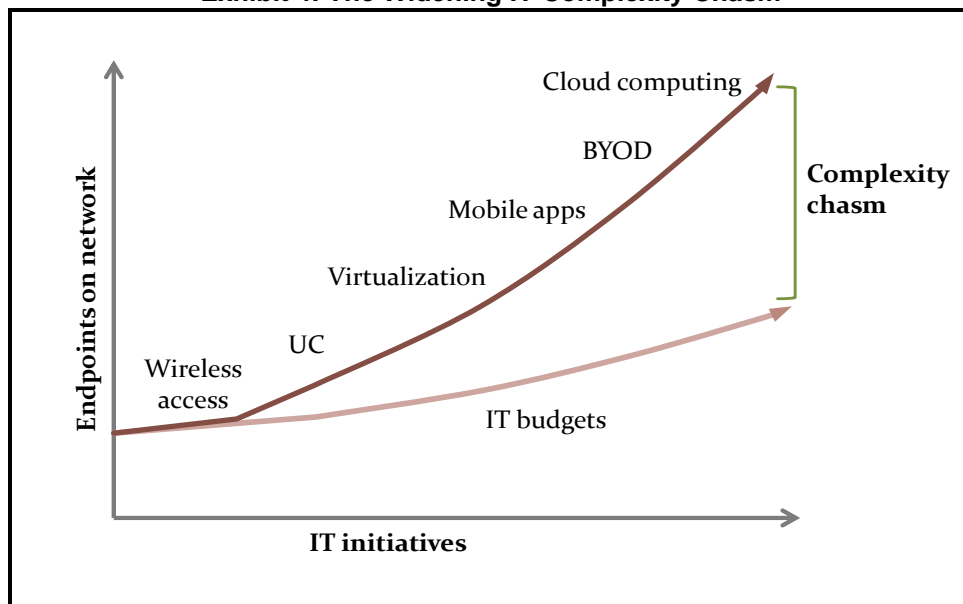 Cloud computing
BYOD
Complexity
chasm
Mobile apps
Virtualization
UC
Wireless
access
IT budgets
Endpoints on network
IT initiatives